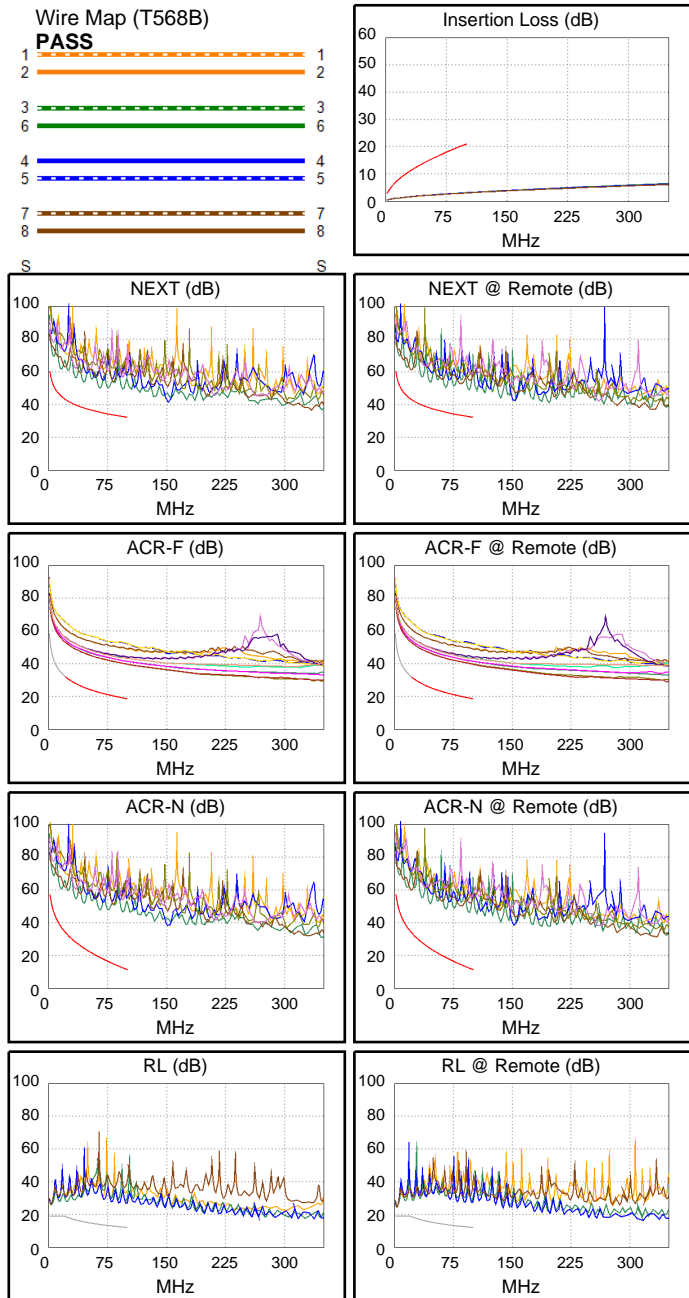 Wire Map (T568B)
PASS
1 1
2 2
3 3
6 6
4 4
5 5
7 7
8 8
S S
Insertion Loss (dB)
60
50
40
30
20
10
0
0 75 150 225 300
MHz
NEXT (dB)
100
80
60
40
20
0
0 75 150 225 300
MHz
NEXT @ Remote (dB)
100
80
60
40
20
0
0 75 150 225 300
MHz
ACR-F (dB)
100
80
60
40
20
0
0 75 150 225 300
MHz
ACR-F @ Remote (dB)
100
80
60
40
20
0
0 75 150 225 300
MHz
ACR-N (dB)
100
80
60
40
20
0
0 75 150 225 300
MHz
ACR-N @ Remote (dB)
100
80
60
40
20
0
0 75 150 225 300
MHz
RL (dB)
100
80
60
40
20
0
0 75 150 225 300
MHz
RL @ Remote (dB)
100
80
60
40
20
0
0 75 150 225 300
MHz